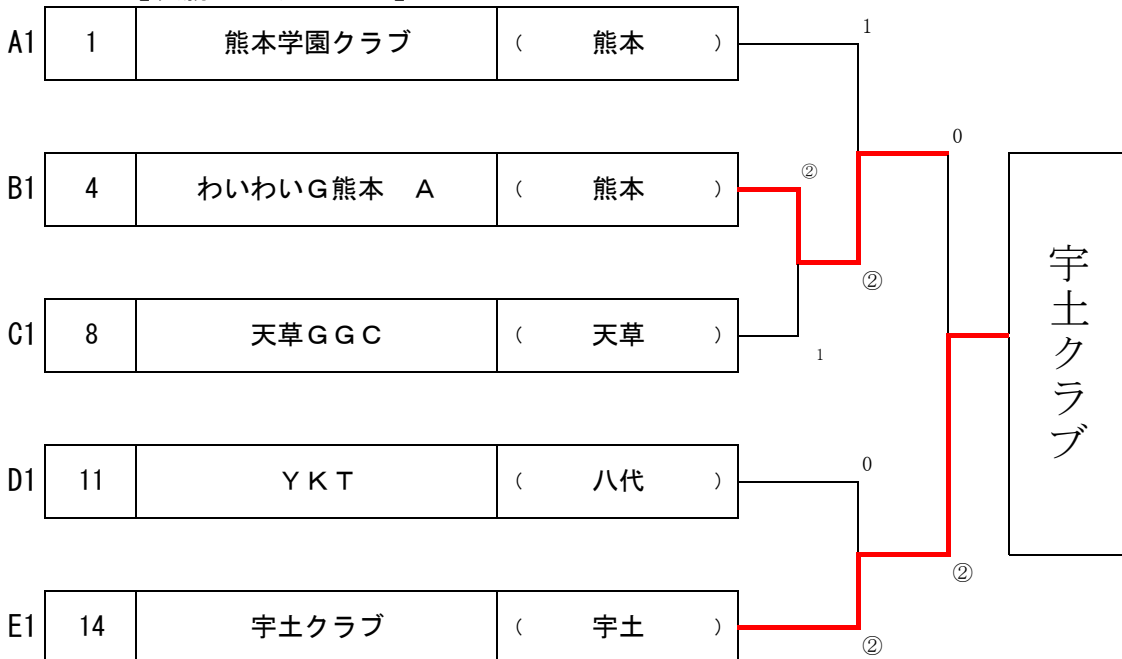 A1 1 熊本学園クラブ （ 熊本 ） 1
0
B1 4 わいわいＧ熊本　Ａ （ 熊本 ） ②
②
C1 8 天草ＧＧＣ （ 天草 ） 1
宇土クラブ
D1 11 ＹＫＴ （ 八代 ） 0
②
E1 14 宇土クラブ （ 宇土 ） ②